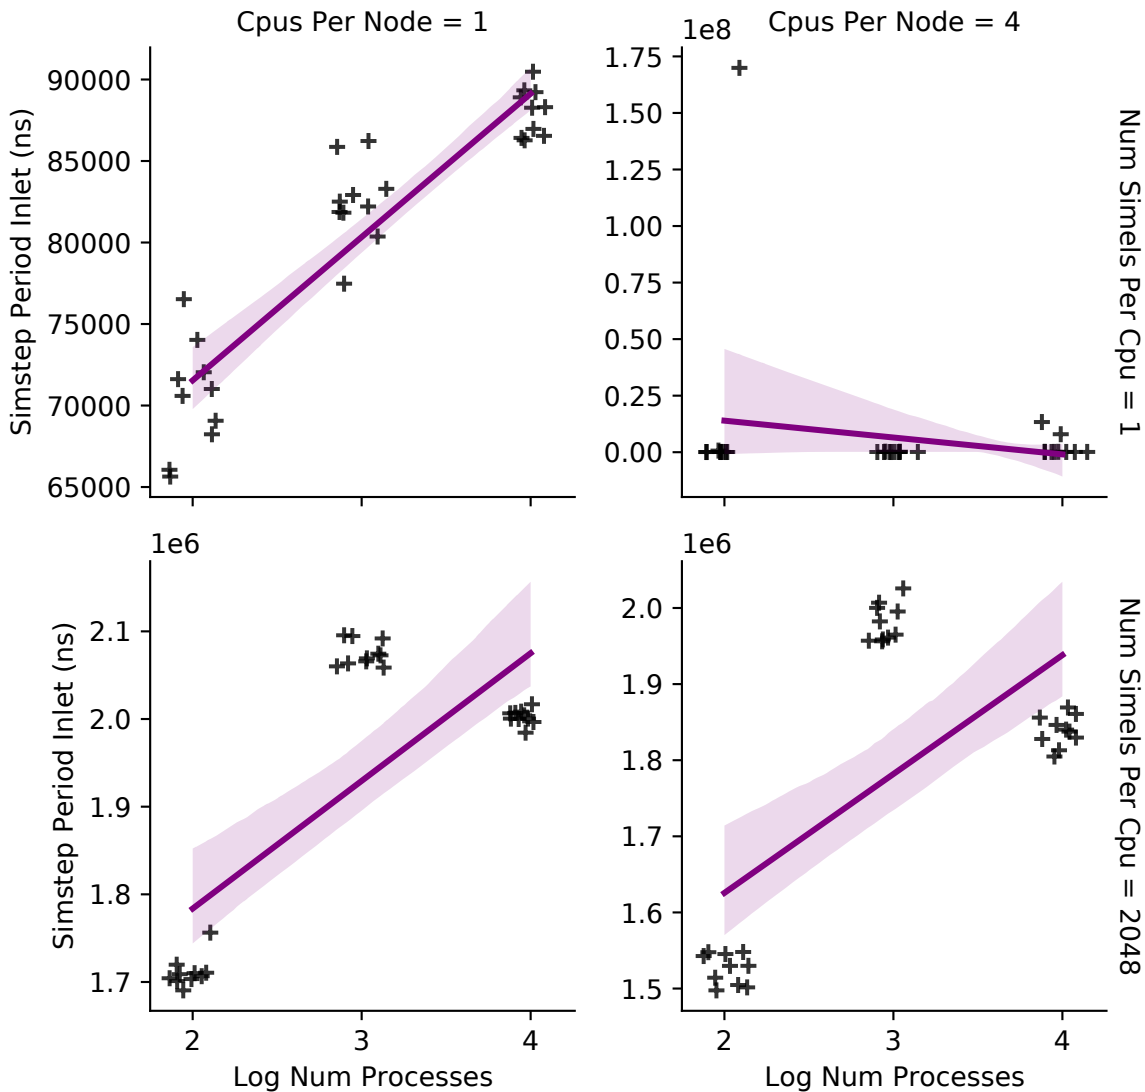 Cpus Per Node = 1
Cpus Per Node = 4
1e8
Simstep Period Inlet (ns)
90000
85000
80000
75000
70000
65000
1.75
1.50
1.25
1.00
0.75
0.50
0.25
0.00
Num Simels Per Cpu = 1
1e6
Simstep Period Inlet (ns)
2.1
2.0
1.9
1.8
1.7
2
3
4
Log Num Processes
1e6
2.0
1.9
1.8
1.7
1.6
1.5
2
3
4
Log Num Processes
Num Simels Per Cpu = 2048